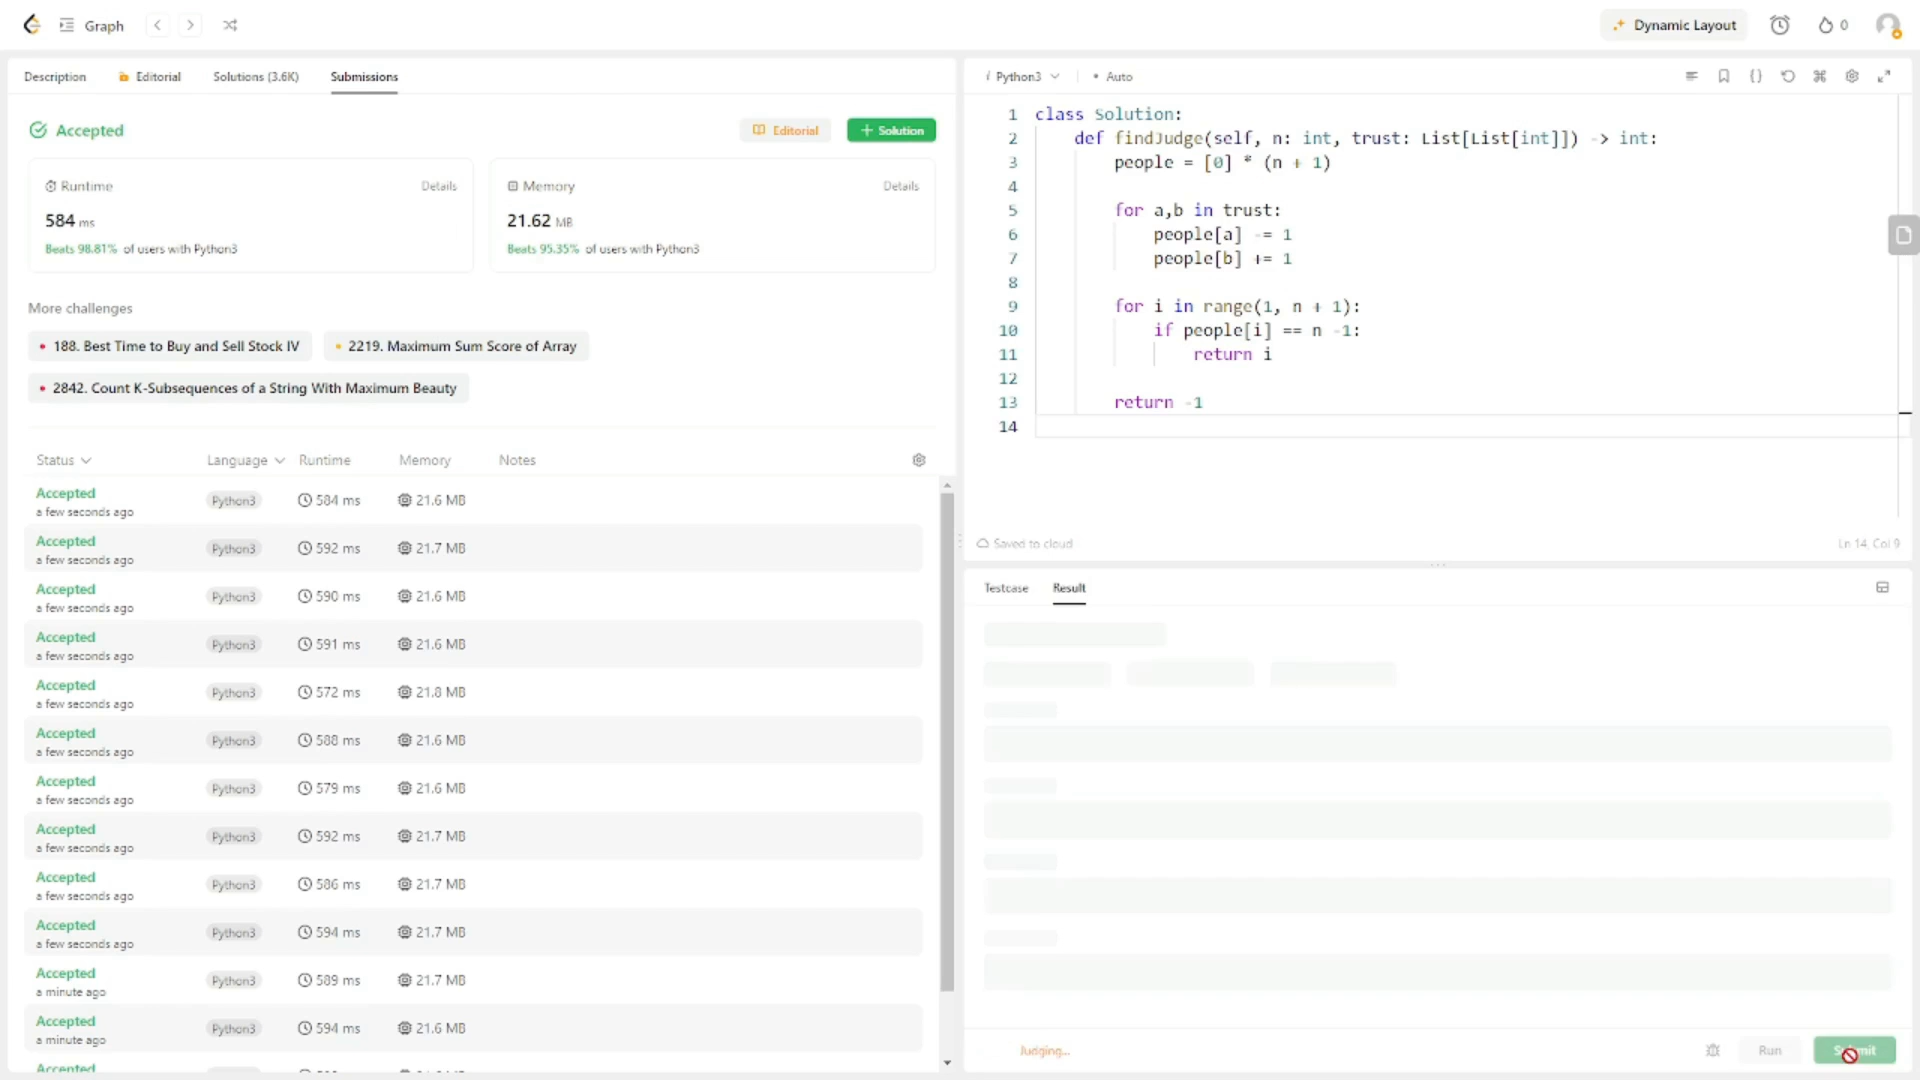 Graph
Dynamic Layout
0
Description
Editorial
Solutions (3.6K)
Submissions
Accepted
Editorial
+ Solution
Runtime
Details
584 ms
Beats 98.81% of users with Python3
Memory
Details
21.62 MB
Beats 95.35% of users with Python3
More challenges
188. Best Time to Buy and Sell Stock IV
2219. Maximum Sum Score of Array
2842. Count K-Subsequences of a String With Maximum Beauty
Status Language Runtime Memory Notes
Accepted
a few seconds ago
Python3 584 ms 21.6 MB
Accepted
a few seconds ago
Python3 592 ms 21.7 MB
Accepted
a few seconds ago
Python3 590 ms 21.6 MB
Accepted
a few seconds ago
Python3 591 ms 21.6 MB
Accepted
a few seconds ago
Python3 572 ms 21.8 MB
Accepted
a few seconds ago
Python3 588 ms 21.6 MB
Accepted
a few seconds ago
Python3 579 ms 21.6 MB
Accepted
a few seconds ago
Python3 592 ms 21.7 MB
Accepted
a few seconds ago
Python3 586 ms 21.7 MB
Accepted
a few seconds ago
Python3 594 ms 21.7 MB
Accepted
a minute ago
Python3 589 ms 21.7 MB
Accepted
a minute ago
Python3 594 ms 21.6 MB
Accepted
i Python3
• Auto
1 class Solution:
2 def findJudge(self, n: int, trust: List[List[int]]) -> int:
3 people = [0] * (n + 1)
4
5 for a,b in trust:
6 people[a] -= 1
7 people[b] += 1
8
9 for i in range(1, n + 1):
10 if people[i] == n -1:
11 return i
12
13 return -1
14
Saved to cloud
Ln 14, Col 9
Testcase
Result
Judging...
Run
Submit